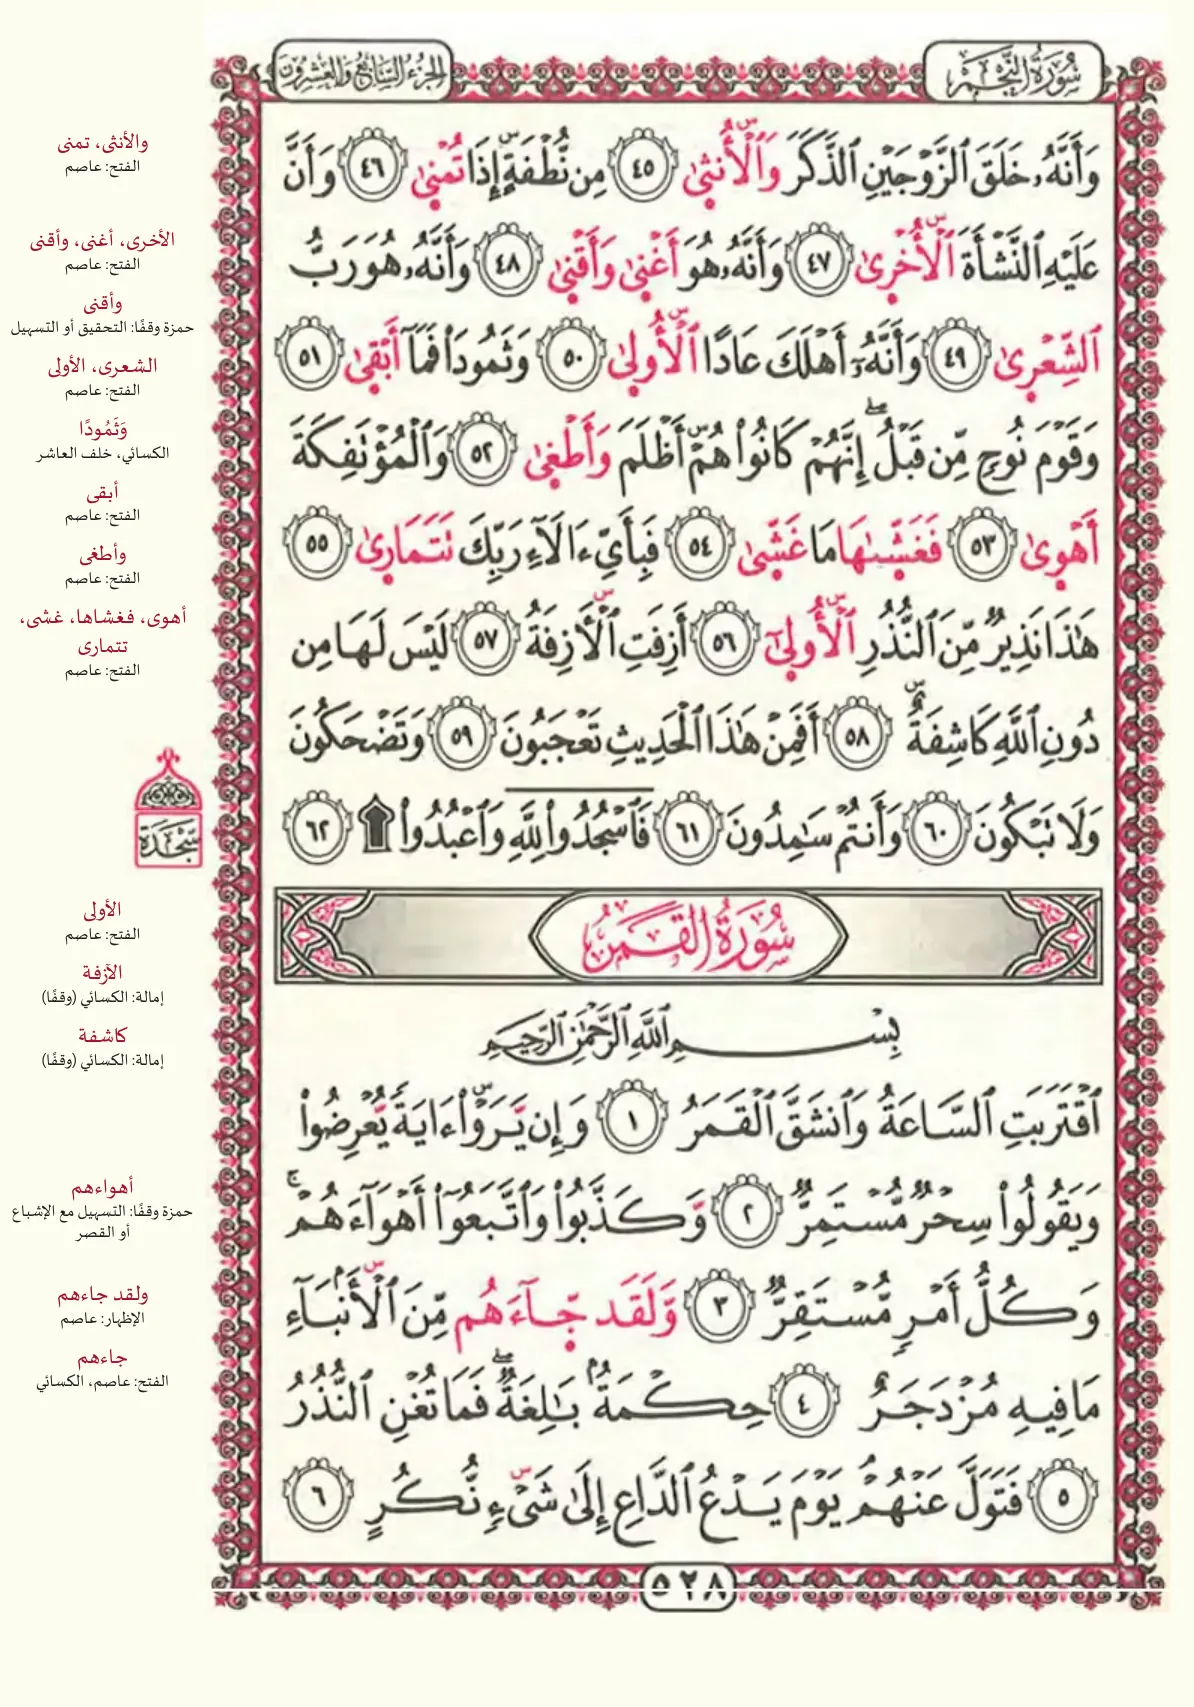 سُورَةُ النَّجْمِ
الجُزْءُ السَّابِعُ وَالعِشْرُونَ
وَأَنَّهُۥ خَلَقَ ٱلزَّوْجَيْنِ ٱلذَّكَرَ وَٱلْأُنثَىٰ ٤٥ مِن نُّطْفَةٍ إِذَا تُمْنَىٰ ٤٦ وَأَنَّ
عَلَيْهِ ٱلنَّشْأَةَ ٱلْأُخْرَىٰ ٤٧ وَأَنَّهُۥ هُوَ أَغْنَىٰ وَأَقْنَىٰ ٤٨ وَأَنَّهُۥ هُوَ رَبُّ
ٱلشِّعْرَىٰ ٤٩ وَأَنَّهُۥٓ أَهْلَكَ عَادًا ٱلْأُولَىٰ ٥٠ وَثَمُودَا۟ فَمَآ أَبْقَىٰ ٥١
وَقَوْمَ نُوحٍ مِّن قَبْلُ ۖ إِنَّهُمْ كَانُوا۟ هُمْ أَظْلَمَ وَأَطْغَىٰ ٥٢ وَٱلْمُؤْتَفِكَةَ
أَهْوَىٰ ٥٣ فَغَشَّىٰهَا مَا غَشَّىٰ ٥٤ فَبِأَىِّ ءَالَآءِ رَبِّكَ تَتَمَارَىٰ ٥٥
هَٰذَا نَذِيرٌ مِّنَ ٱلنُّذُرِ ٱلْأُولَىٰٓ ٥٦ أَزِفَتِ ٱلْأَزِفَةُ ٥٧ لَيْسَ لَهَا مِن
دُونِ ٱللَّهِ كَاشِفَةٌ ٥٨ أَفَمِنْ هَٰذَا ٱلْحَدِيثِ تَعْجَبُونَ ٥٩ وَتَضْحَكُونَ
وَلَا تَبْكُونَ ٦٠ وَأَنتُمْ سَٰمِدُونَ ٦١ فَٱسْجُدُوا۟ لِلَّهِ وَٱعْبُدُوا۟ ۩ ٦٢
سُورَةُ القَمَرِ
بِسْمِ ٱللَّهِ ٱلرَّحْمَٰنِ ٱلرَّحِيمِ
ٱقْتَرَبَتِ ٱلسَّاعَةُ وَٱنشَقَّ ٱلْقَمَرُ ١ وَإِن يَرَوْا۟ ءَايَةً يُعْرِضُوا۟
وَيَقُولُوا۟ سِحْرٌ مُّسْتَمِرٌّ ٢ وَكَذَّبُوا۟ وَٱتَّبَعُوٓا۟ أَهْوَآءَهُمْ ۚ
وَكُلُّ أَمْرٍ مُّسْتَقِرٌّ ٣ وَلَقَد جَّآءَهُم مِّنَ ٱلْأَنۢبَآءِ
مَا فِيهِ مُزْدَجَرٌ ٤ حِكْمَةٌۢ بَٰلِغَةٌ ۖ فَمَا تُغْنِ ٱلنُّذُرُ
٥ فَتَوَلَّ عَنْهُمْ ۘ يَوْمَ يَدْعُ ٱلدَّاعِ إِلَىٰ شَىْءٍ نُّكُرٍ ٦
٥٢٨
والأنثى، تمنى
الفتح: عاصم
الأخرى، أغنى، وأقنى
الفتح: عاصم
وأقنى
حمزة وقفًا: التحقيق أو التسهيل
الشعرى، الأولى
الفتح: عاصم
وَثَمُودًا
الكسائي، خلف العاشر
أبقى
الفتح: عاصم
وأطغى
الفتح: عاصم
أهوى، فغشاها، غشى،
تتمارى
الفتح: عاصم
سَجْدَة
الأولى
الفتح: عاصم
الآزفة
إمالة: الكسائي (وقفًا)
كاشفة
إمالة: الكسائي (وقفًا)
أهواءهم
حمزة وقفًا: التسهيل مع الإشباع
أو القصر
ولقد جاءهم
الإظهار: عاصم
جاءهم
الفتح: عاصم، الكسائي